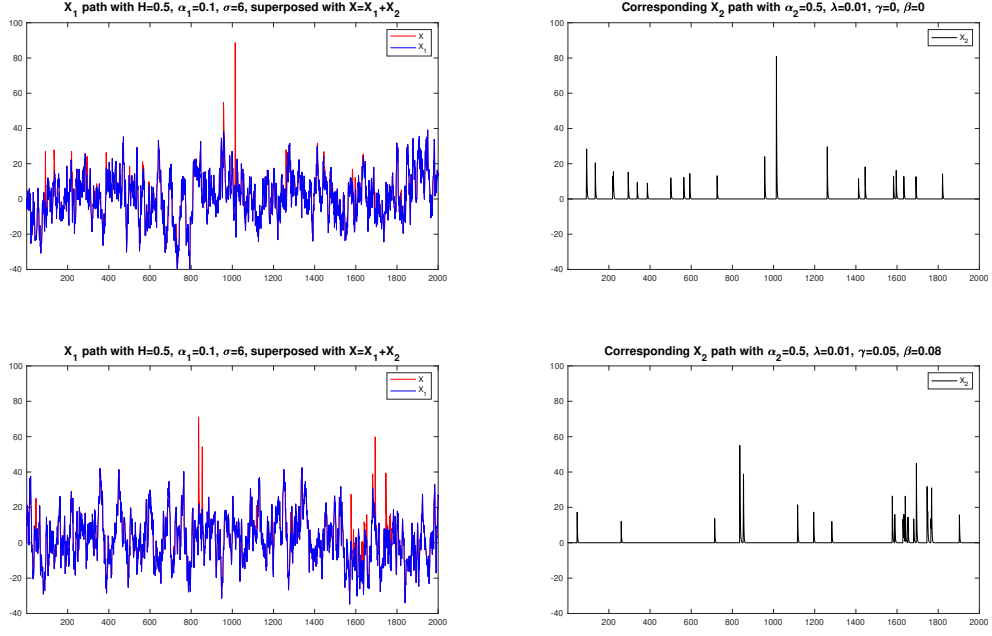 X₁ path with H=0.5, α₁=0.1, σ=6, superposed with X=X₁+X₂
100
80
60
40
20
0
-20
-40
X
X₁
200 400 600 800 1000 1200 1400 1600 1800 2000
Corresponding X₂ path with α₂=0.5, λ=0.01, γ=0, β=0
100
80
60
40
20
0
-20
-40
X₂
200 400 600 800 1000 1200 1400 1600 1800 2000
X₁ path with H=0.5, α₁=0.1, σ=6, superposed with X=X₁+X₂
100
80
60
40
20
0
-20
-40
X
X₁
200 400 600 800 1000 1200 1400 1600 1800 2000
Corresponding X₂ path with α₂=0.5, λ=0.01, γ=0.05, β=0.08
100
80
60
40
20
0
-20
-40
X₂
200 400 600 800 1000 1200 1400 1600 1800 2000